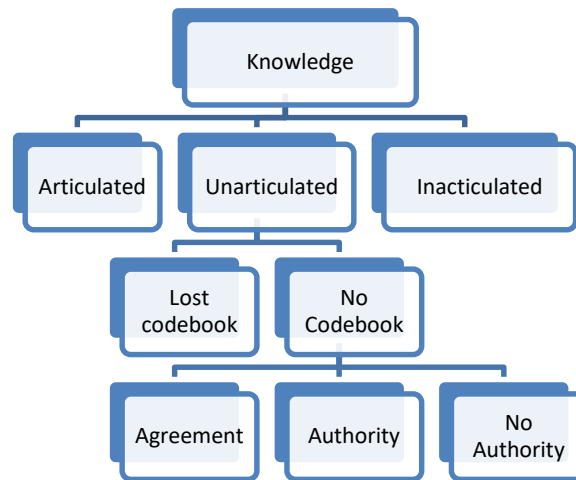 Knowledge
Articulated
Unarticulated
Inacticulated
Lost
codebook
No
Codebook
Agreement
Authority
No
Authority